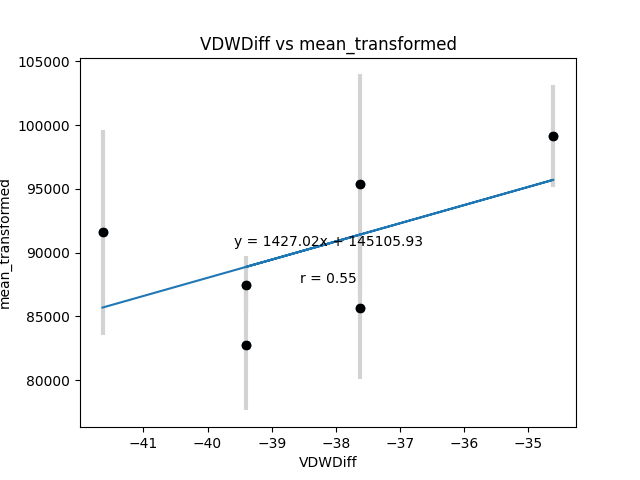 VDWDiff vs mean_transformed
105000
100000
95000
90000
85000
80000
mean_transformed
y = 1427.02x + 145105.93
r = 0.55
−41 −40 −39 −38 −37 −36 −35
VDWDiff